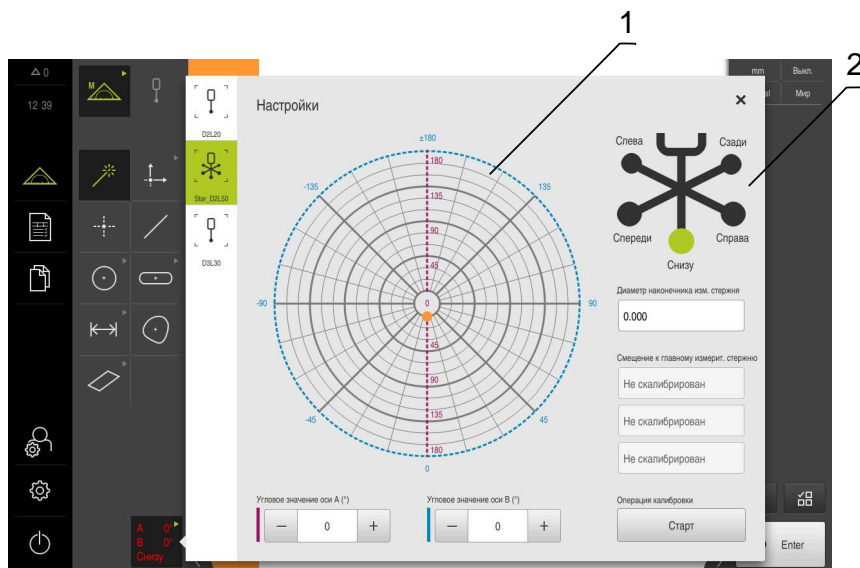 1
2
0
12 39
M
D2L20
Star_D2L50
D3L30
Настройки
mm
Выкл.
al
Мир
±180
180
-135
135
135
90
45
-90
0
90
45
90
-45
135
45
180
0
Слева
Сзади
Спереди
Справа
Снизу
Диаметр наконечника изм. стержня
0.000
Смещение к главному измерит. стержню
Не скалибрирован
Не скалибрирован
Не скалибрирован
Угловое значение оси A (°)
Угловое значение оси B (°)
Операция калибровки
− 0 +
− 0 +
Старт
A 0°
B 0°
Снизу
Enter